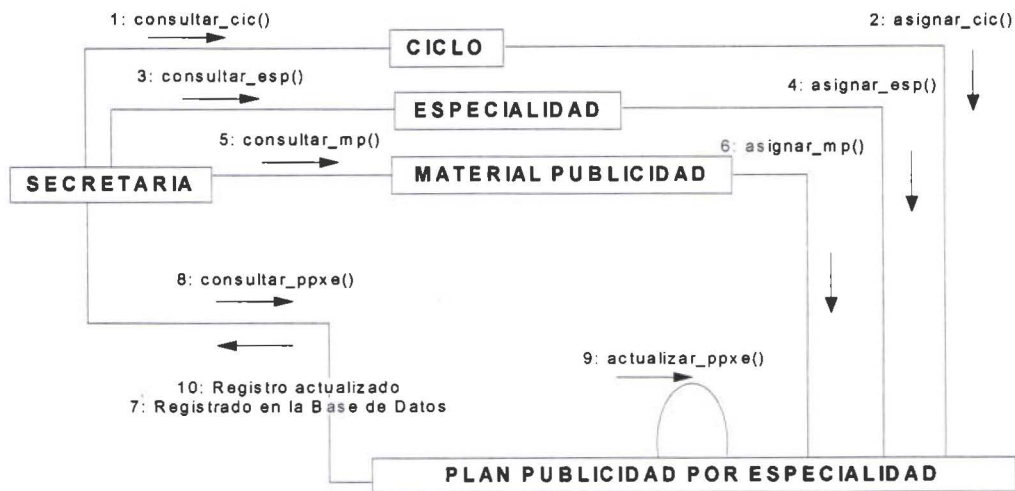 1: consultar_cic()
2: asignar_cic()
CICLO
3: consultar_esp()
4: asignar_esp()
ESPECIALIDAD
5: consultar_mp()
6: asignar_mp()
SECRETARIA
MATERIAL PUBLICIDAD
8: consultar_ppxe()
9: actualizar_ppxe()
10: Registro actualizado
7: Registrado en la Base de Datos
PLAN PUBLICIDAD POR ESPECIALIDAD